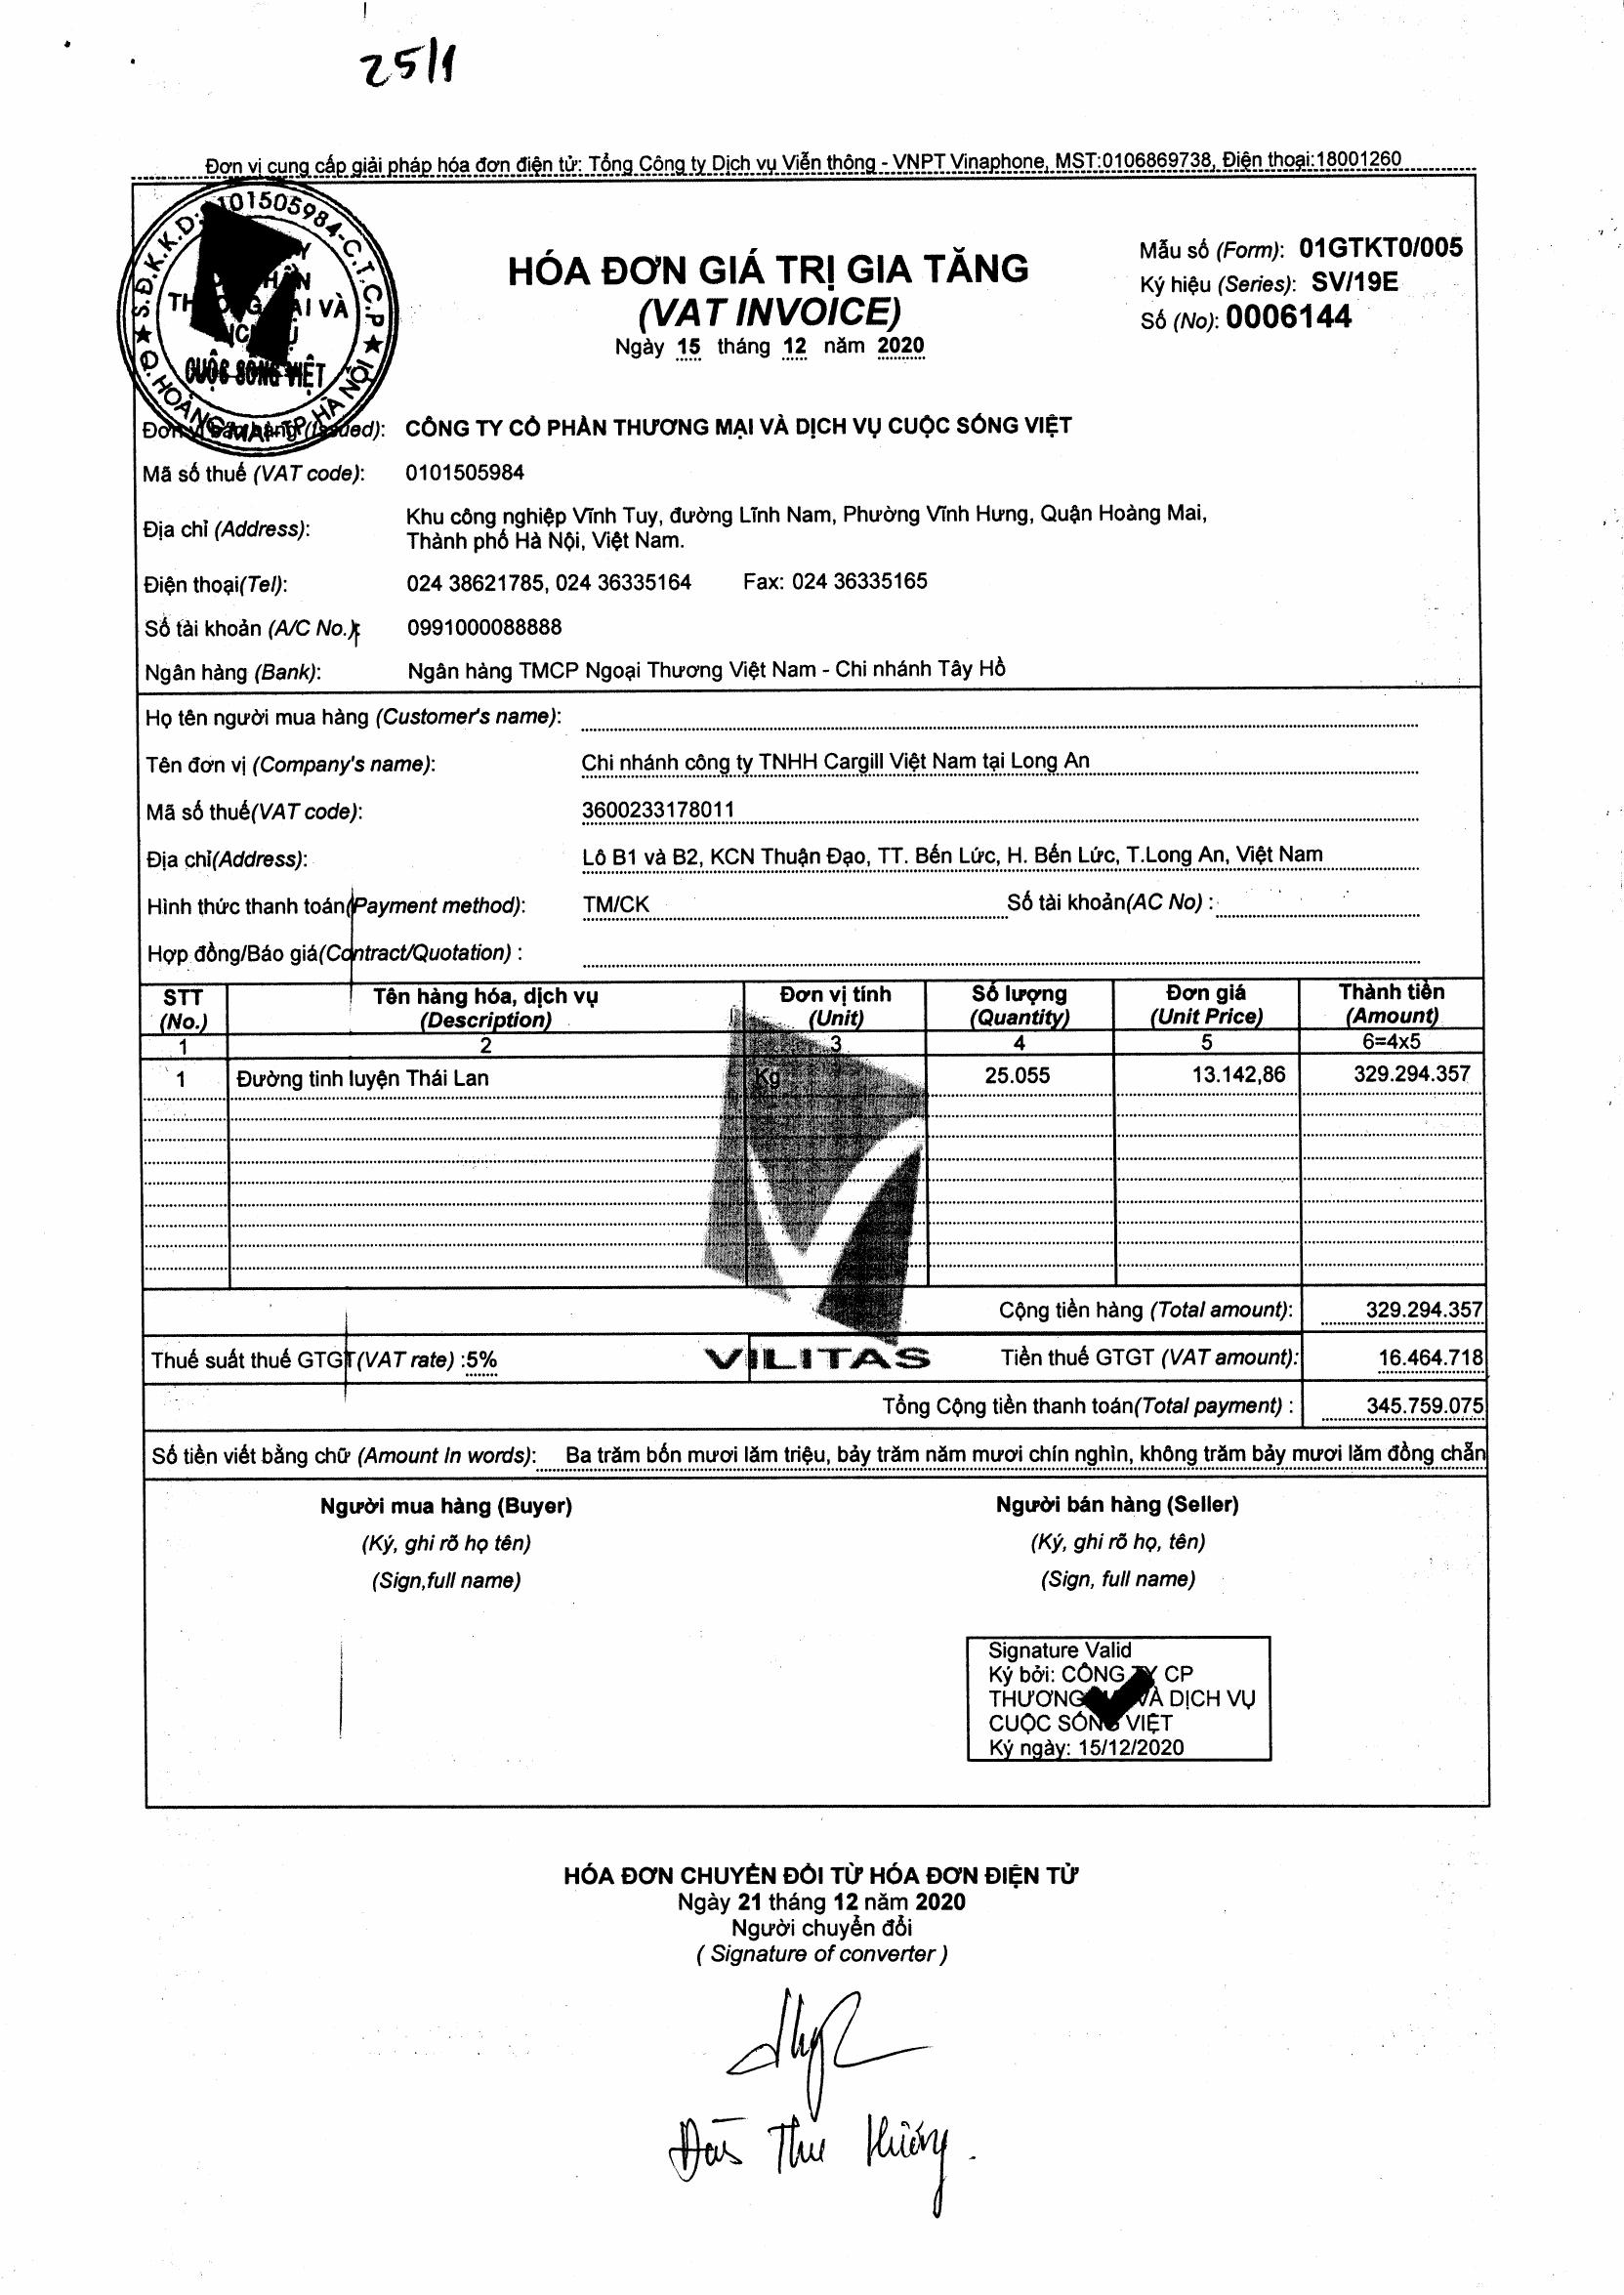 25/1
Đơn vị cung cấp giải pháp hóa đơn điện tử: Tổng Công ty Dịch vụ Viễn thông - VNPT Vinaphone, MST:0106869738, Điện thoại:18001260
HÓA ĐƠN GIÁ TRỊ GIA TĂNG
(VAT INVOICE)
Ngày 15 tháng 12 năm 2020
Mẫu số (Form): 01GTKT0/005
Ký hiệu (Series): SV/19E
Số (No): 0006144
CUỘC SỐNG VIỆT
Q. HOÀNG MAI - TP. HÀ NỘI
Đơn vị bán hàng (Issued): CÔNG TY CỔ PHẦN THƯƠNG MẠI VÀ DỊCH VỤ CUỘC SỐNG VIỆT
Mã số thuế (VAT code): 0101505984
Địa chỉ (Address): Khu công nghiệp Vĩnh Tuy, đường Lĩnh Nam, Phường Vĩnh Hưng, Quận Hoàng Mai,
Thành phố Hà Nội, Việt Nam.
Điện thoại(Tel): 024 38621785, 024 36335164 Fax: 024 36335165
Số tài khoản (A/C No.): 0991000088888
Ngân hàng (Bank): Ngân hàng TMCP Ngoại Thương Việt Nam - Chi nhánh Tây Hồ
Họ tên người mua hàng (Customer's name):
Tên đơn vị (Company's name): Chi nhánh công ty TNHH Cargill Việt Nam tại Long An
Mã số thuế(VAT code): 3600233178011
Địa chỉ(Address): Lô B1 và B2, KCN Thuận Đạo, TT. Bến Lức, H. Bến Lức, T.Long An, Việt Nam
Hình thức thanh toán(Payment method): TM/CK Số tài khoản(AC No) :
Hợp đồng/Báo giá(Contract/Quotation) :
STT Tên hàng hóa, dịch vụ Đơn vị tính Số lượng Đơn giá Thành tiền
(No.) (Description) (Unit) (Quantity) (Unit Price) (Amount)
1 2 3 4 5 6=4x5
1 Đường tinh luyện Thái Lan Kg 25.055 13.142,86 329.294.357
Cộng tiền hàng (Total amount): 329.294.357
Thuế suất thuế GTGT(VAT rate) :5% VILITAS Tiền thuế GTGT (VAT amount): 16.464.718
Tổng Cộng tiền thanh toán(Total payment) : 345.759.075
Số tiền viết bằng chữ (Amount In words): Ba trăm bốn mươi lăm triệu, bảy trăm năm mươi chín nghìn, không trăm bảy mươi lăm đồng chẵn
Người mua hàng (Buyer) Người bán hàng (Seller)
(Ký, ghi rõ họ tên) (Ký, ghi rõ họ, tên)
(Sign,full name) (Sign, full name)
Signature Valid
Ký bởi: CÔNG TY CP
THƯƠNG MẠI VÀ DỊCH VỤ
CUỘC SỐNG VIỆT
Ký ngày: 15/12/2020
HÓA ĐƠN CHUYỂN ĐỔI TỪ HÓA ĐƠN ĐIỆN TỬ
Ngày 21 tháng 12 năm 2020
Người chuyển đổi
( Signature of converter )
Thu